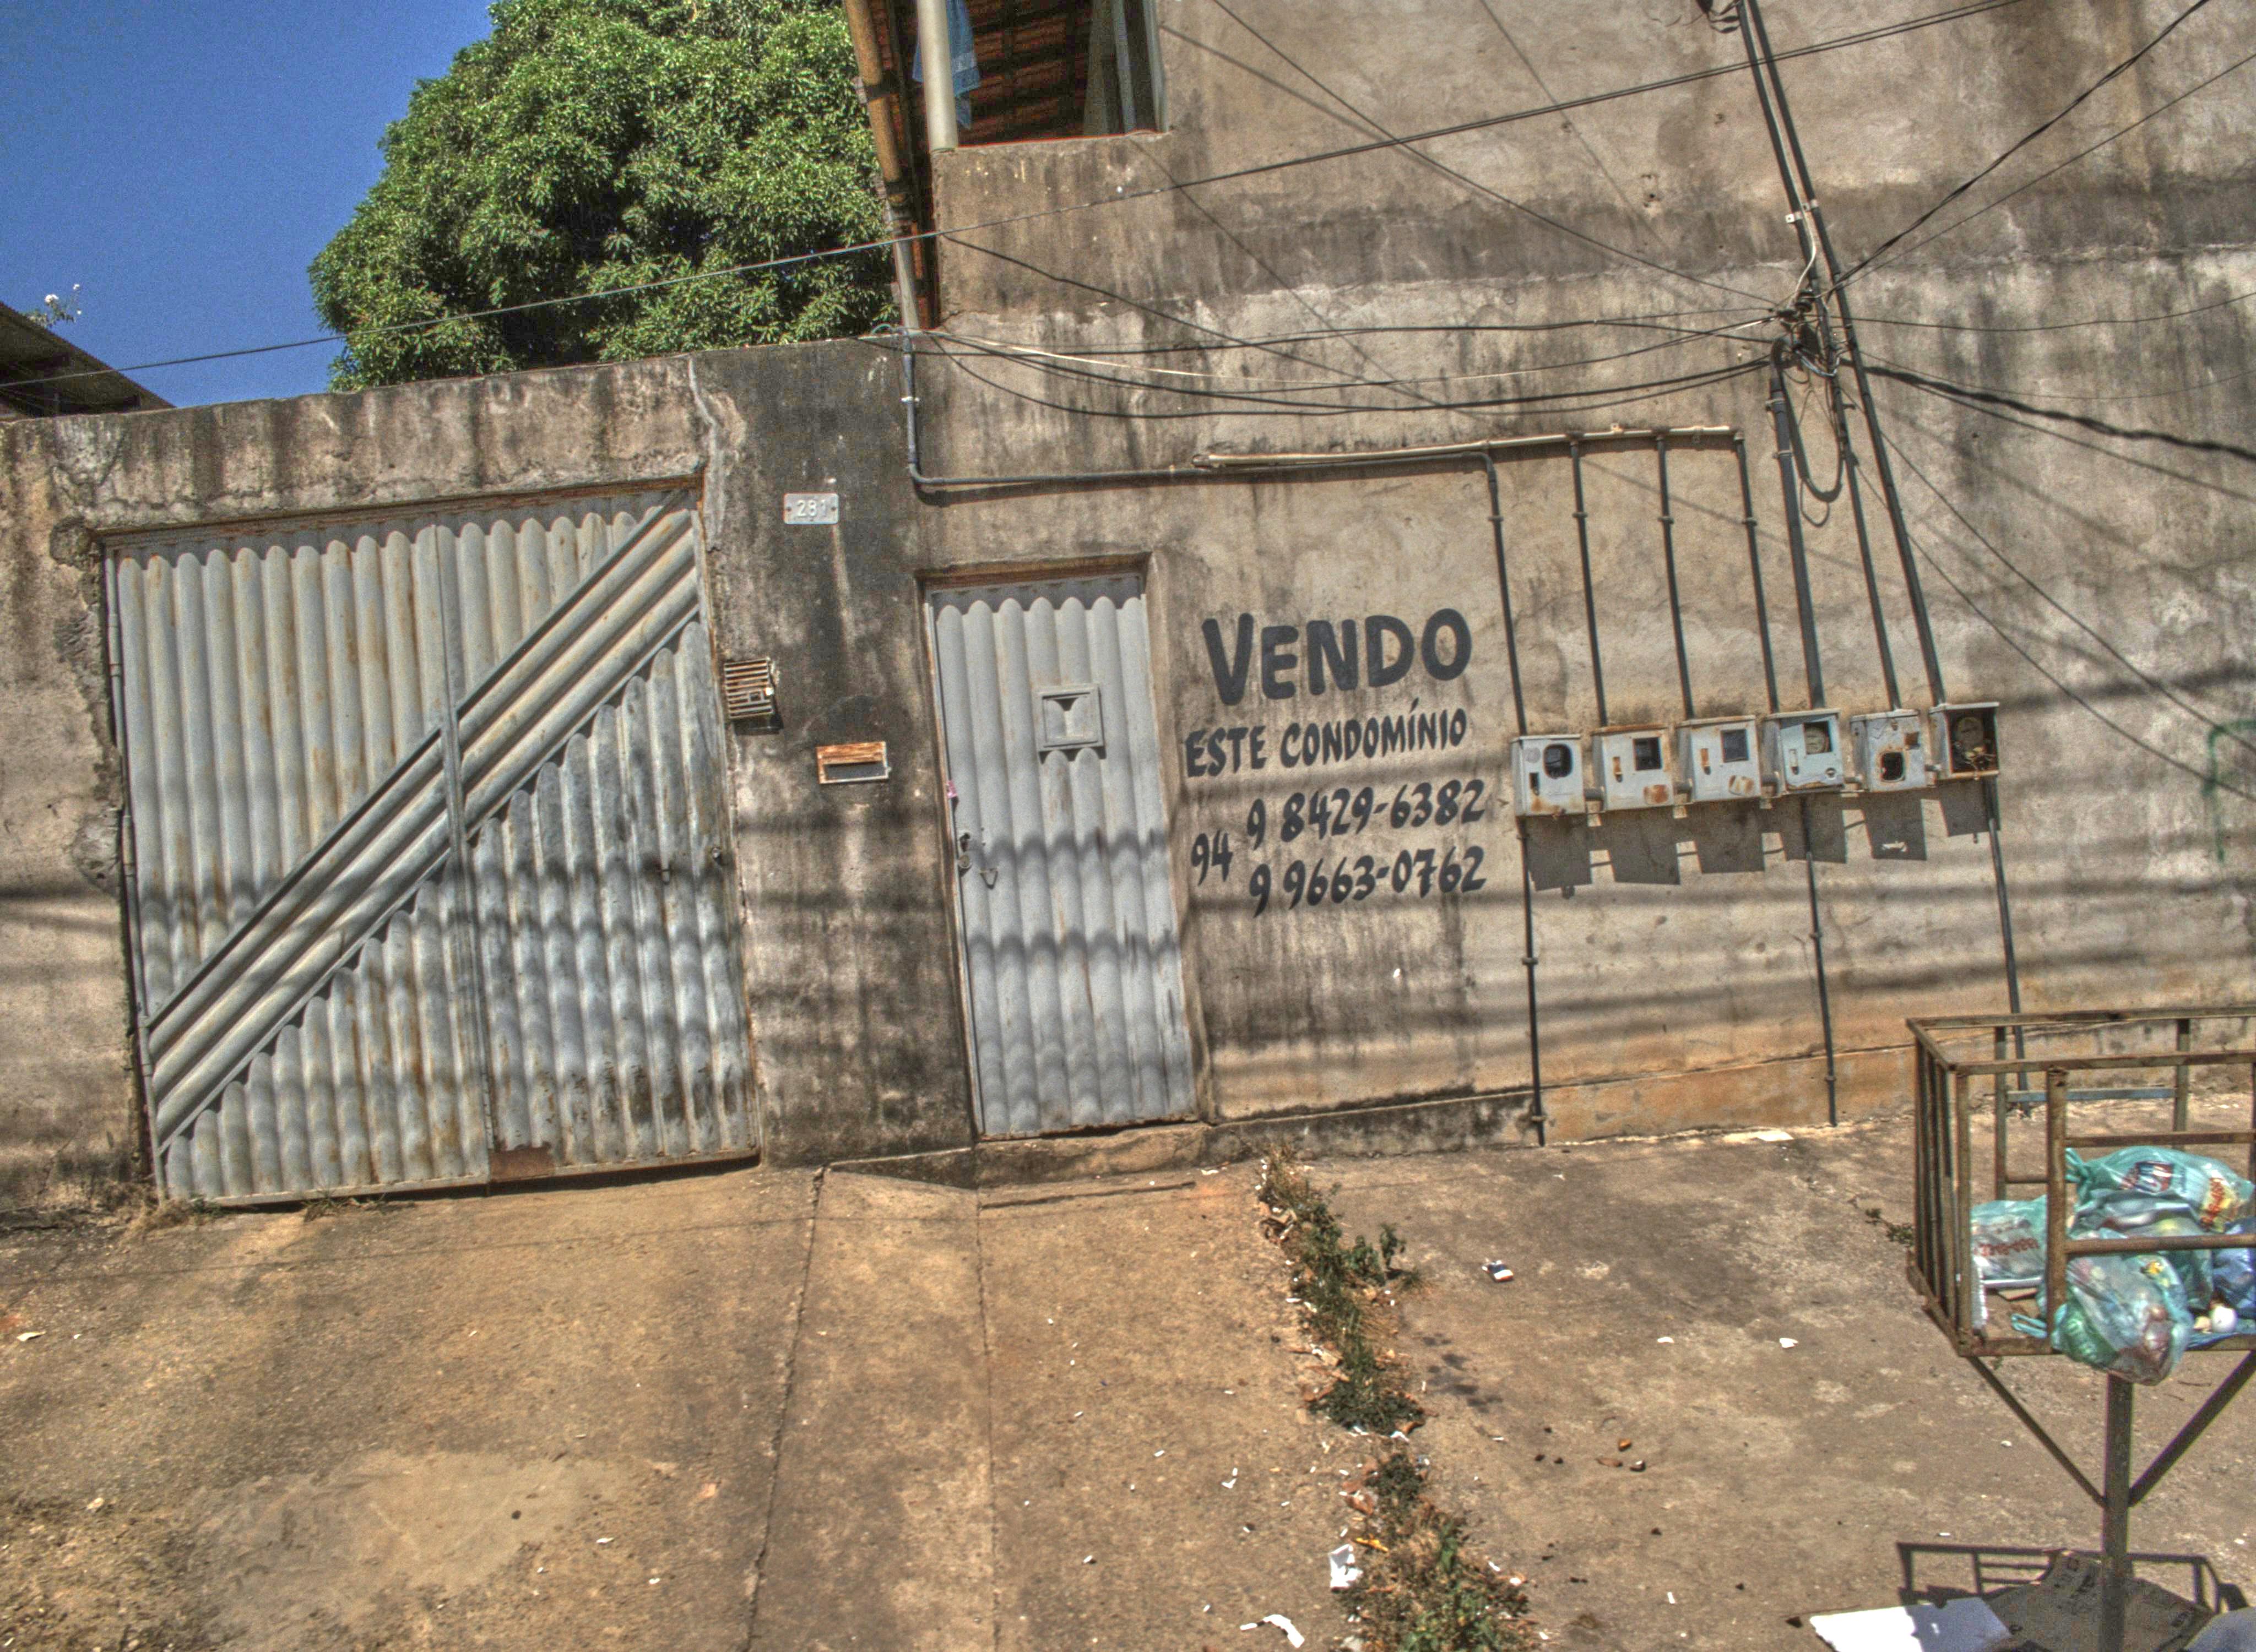 281
VENDO
ESTE CONDOMÍNIO
94 9 8429-6382
9 9663-0762